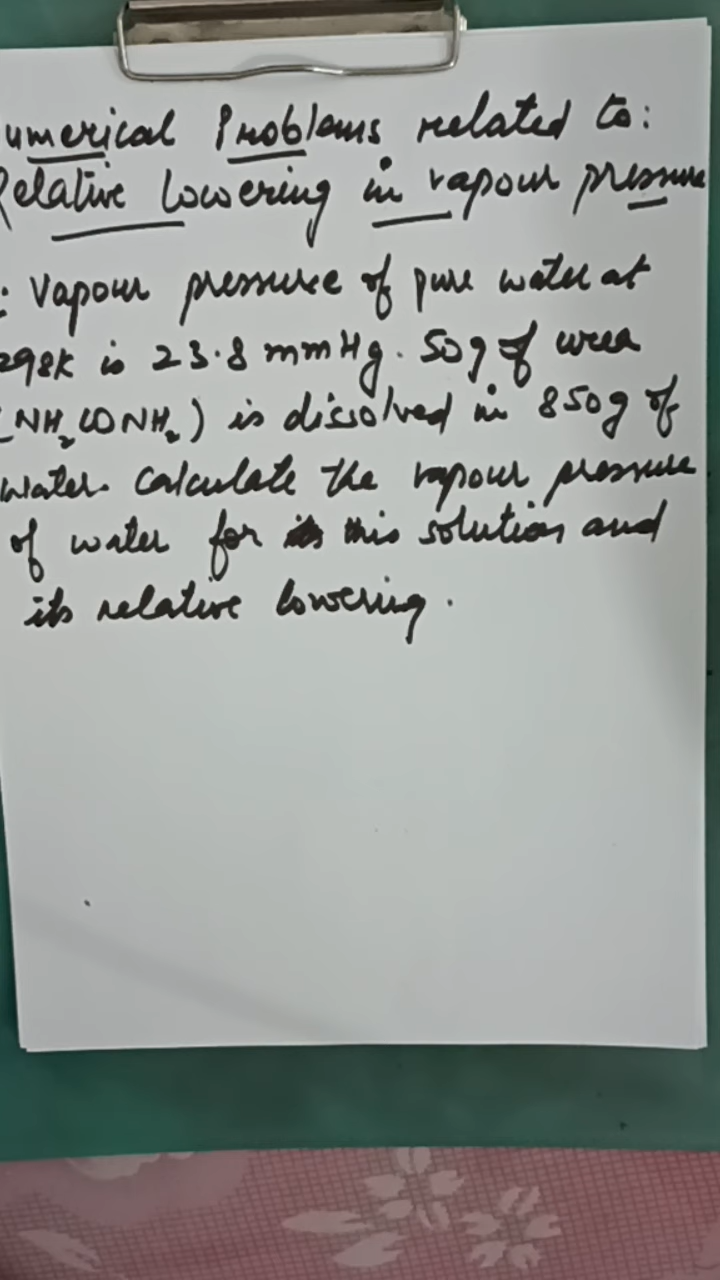 umerical Problems related to:
Relative lowering in vapour pressure
: Vapour pressure of pure water at
298K is 23.8 mmHg. 50g of urea
(NH₂CONH₂) is dissolved in 850g of
water. Calculate the vapour pressure
of water for this solution and
its relative lowering.